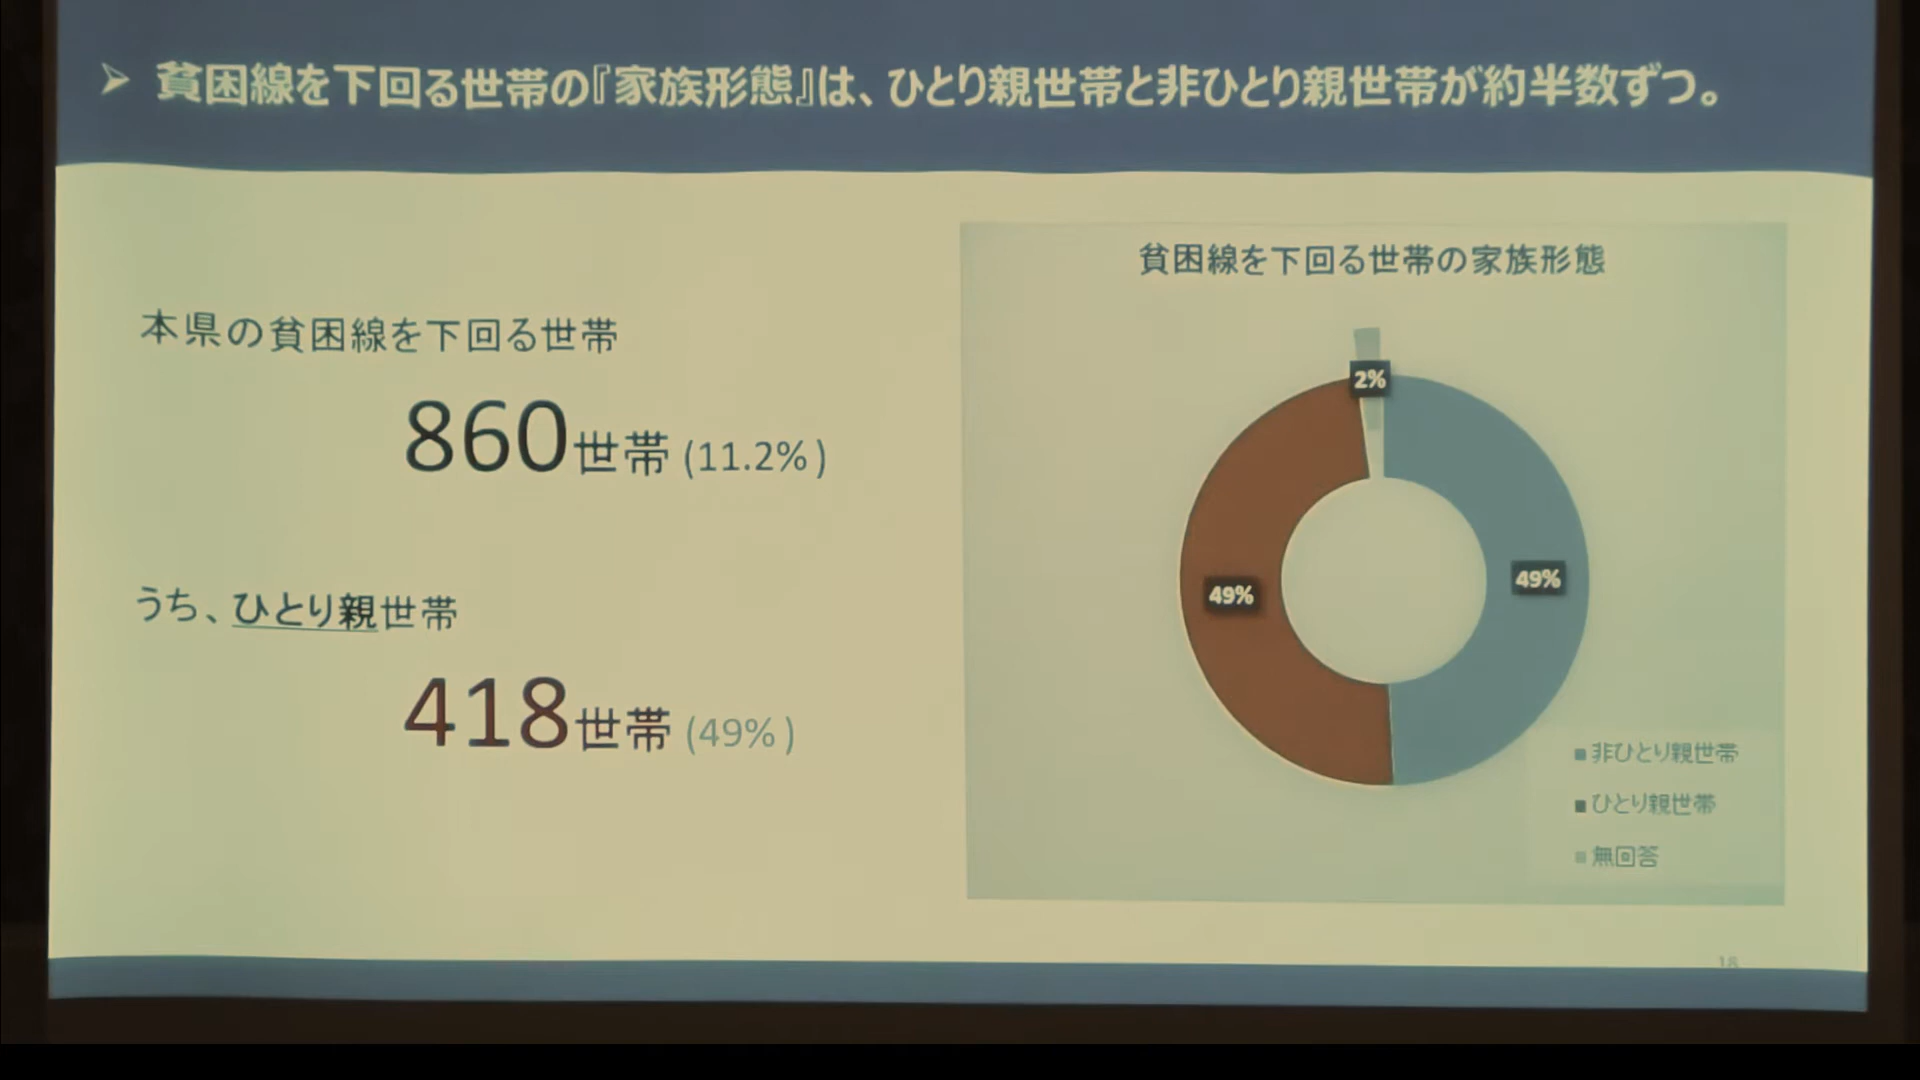 ➢ 貧困線を下回る世帯の『家族形態』は、ひとり親世帯と非ひとり親世帯が約半数ずつ。
本県の貧困線を下回る世帯
860世帯 (11.2%)
うち、ひとり親世帯
418世帯 (49%)
貧困線を下回る世帯の家族形態
2%
49%
49%
■ 非ひとり親世帯
■ ひとり親世帯
■ 無回答
18